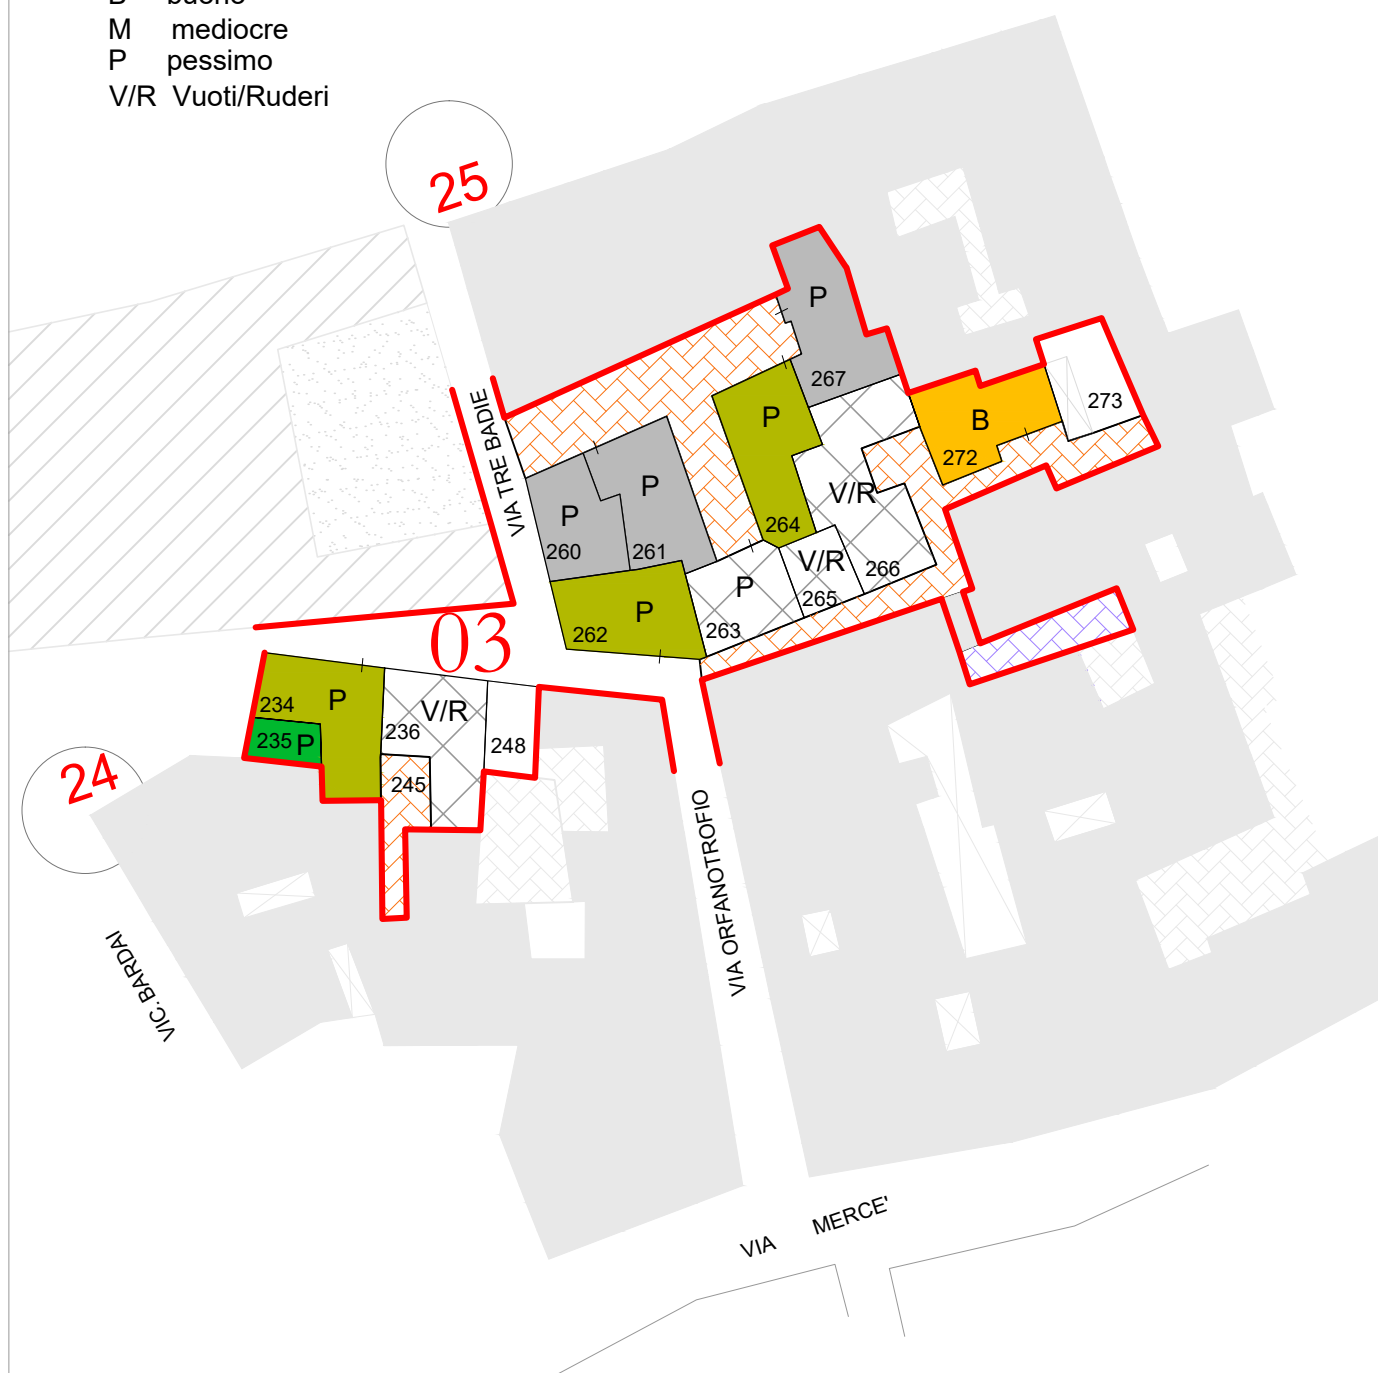 B buono
M mediocre
P pessimo
V/R Vuoti/Ruderi
25
P
267
B
272
273
P
264
V/R
266
V/R
265
P
263
P
260
P
261
P
262
VIA TRE BADIE
03
234
P
235 P
V/R
236
248
245
24
VIC. BARDAI
VIA ORFANOTROFIO
VIA MERCE'